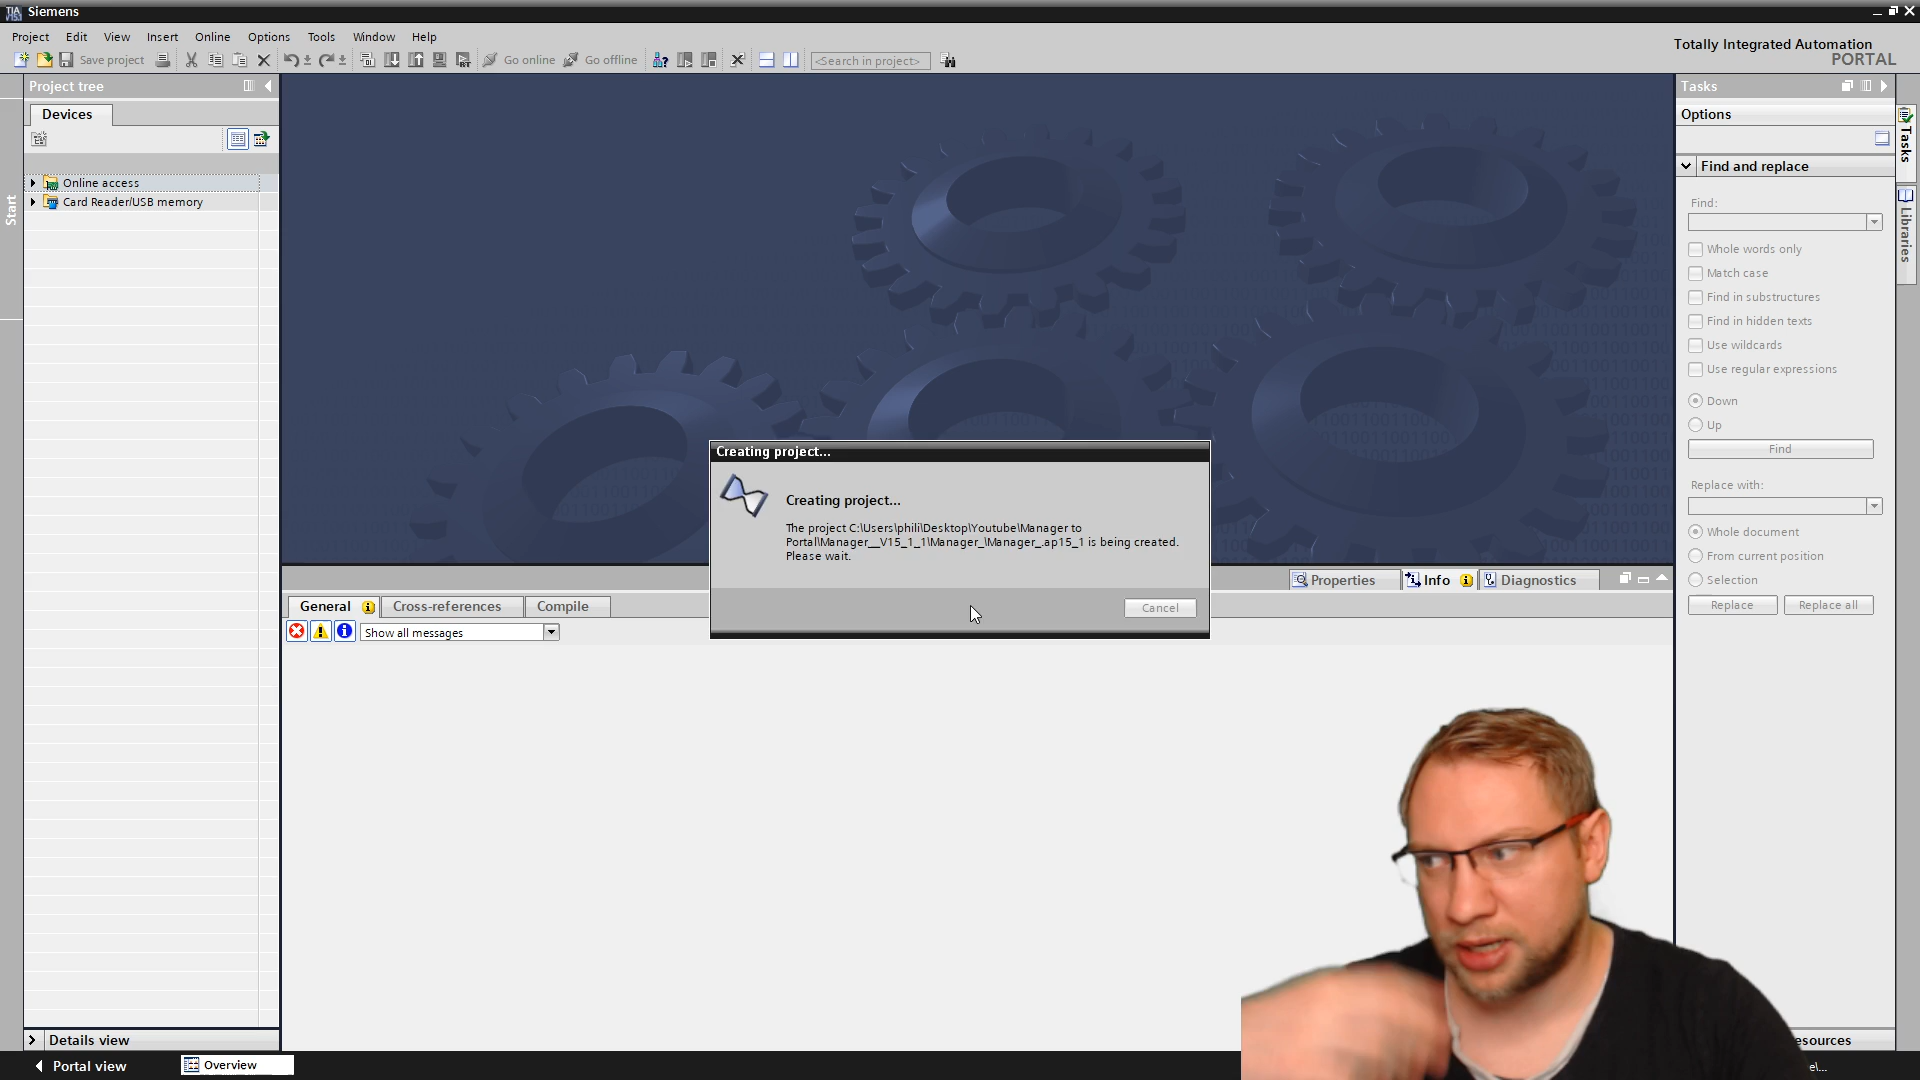 Siemens
Project Edit View Insert Online Options Tools Window Help
Totally Integrated Automation
PORTAL
Save project
Go online
Go offline
<Search in project>
Project tree
Devices
Online access
Card Reader/USB memory
Start
Creating project...
Creating project...
The project C:\Users\phili\Desktop\Youtube\Manager to
Portal\Manager__V15_1_1\Manager_\Manager_.ap15_1 is being created.
Please wait.
Cancel
Properties
Info
Diagnostics
General
Cross-references
Compile
Show all messages
Tasks
Options
Find and replace
Find:
Whole words only
Match case
Find in substructures
Find in hidden texts
Use wildcards
Use regular expressions
Down
Up
Find
Replace with:
Whole document
From current position
Selection
Replace
Replace all
Tasks
Libraries
Details view
Portal view
Overview
esources